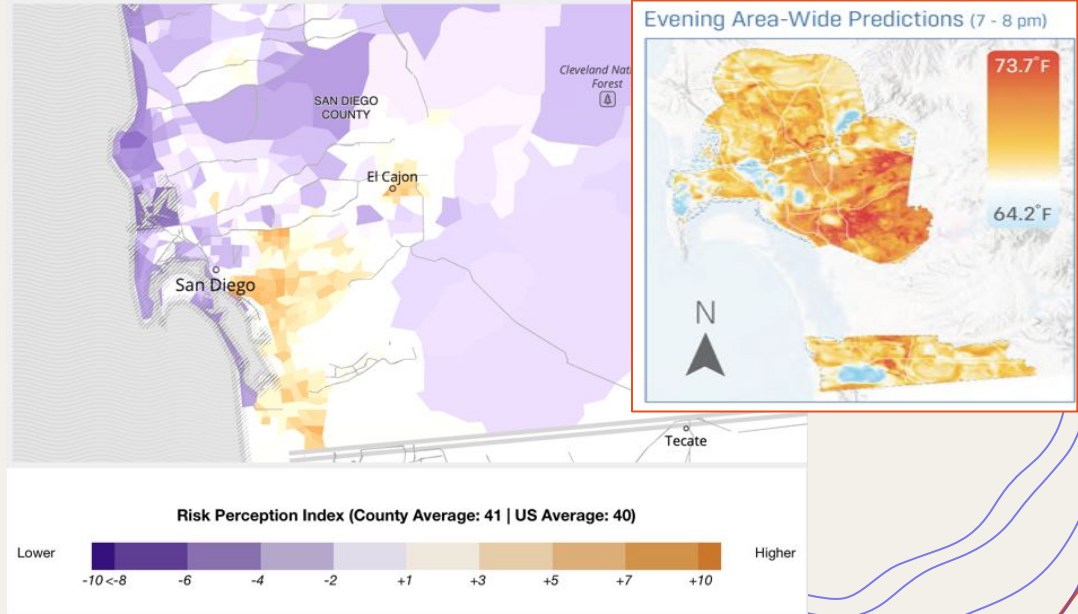 Evening Area-Wide Predictions (7 - 8 pm)
73.7°F
64.2°F
N
Cleveland Nati
Forest
SAN DIEGO
COUNTY
El Cajon
San Diego
Tecate
Risk Perception Index (County Average: 41 | US Average: 40)
Lower
Higher
-10 <-8 -6 -4 -2 +1 +3 +5 +7 +10